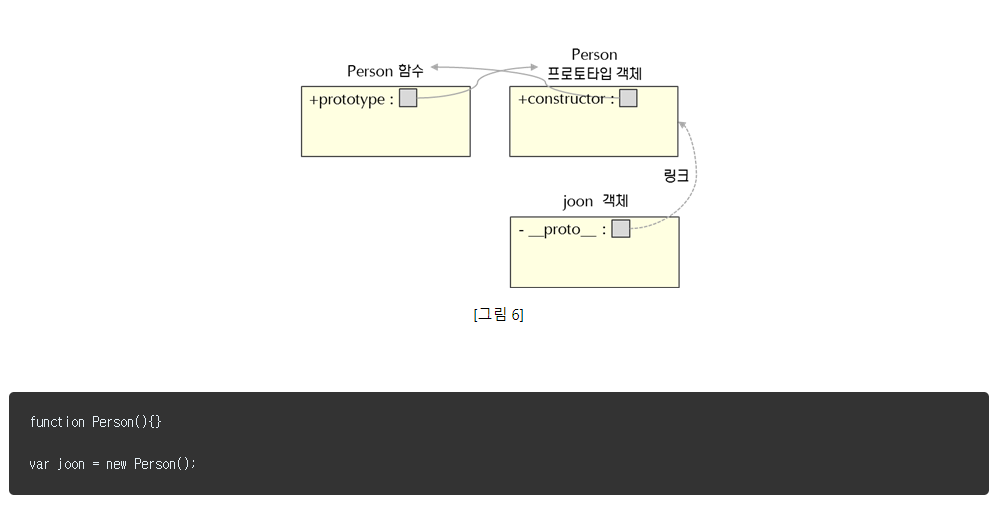 Person 함수
Person
프로토타입 객체
+prototype :
+constructor :
링크
joon 객체
- __proto__ :
[그림 6]
function Person(){}
var joon = new Person();